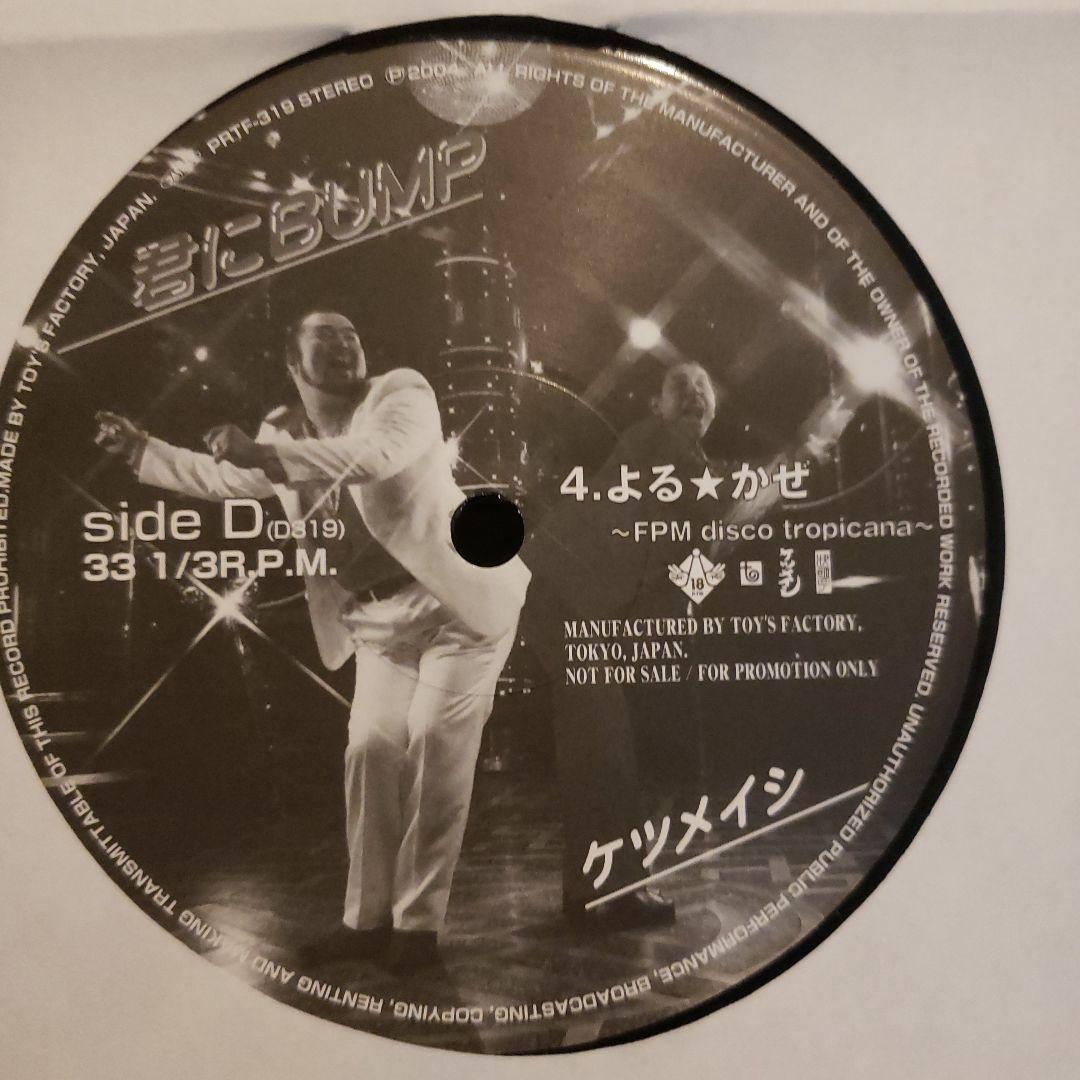 PRTF-319 STEREO Ⓟ2004 ALL RIGHTS OF THE MANUFACTURER AND OF THE OWNER OF THE RECORDED WORK RESERVED. UNAUTHORIZED PUBLIC PERFORMANCE, BROADCASTING, COPYING, RENTING AND MAKING TRANSMITTABLE OF THIS RECORD PROHIBITED. MADE BY TOY'S FACTORY, JAPAN.
君にBUMP
side D(D319)
33 1/3R.P.M.
4.よる★かぜ
~FPM disco tropicana~
18
MANUFACTURED BY TOY'S FACTORY,
TOKYO, JAPAN.
NOT FOR SALE / FOR PROMOTION ONLY
ケツメイシ